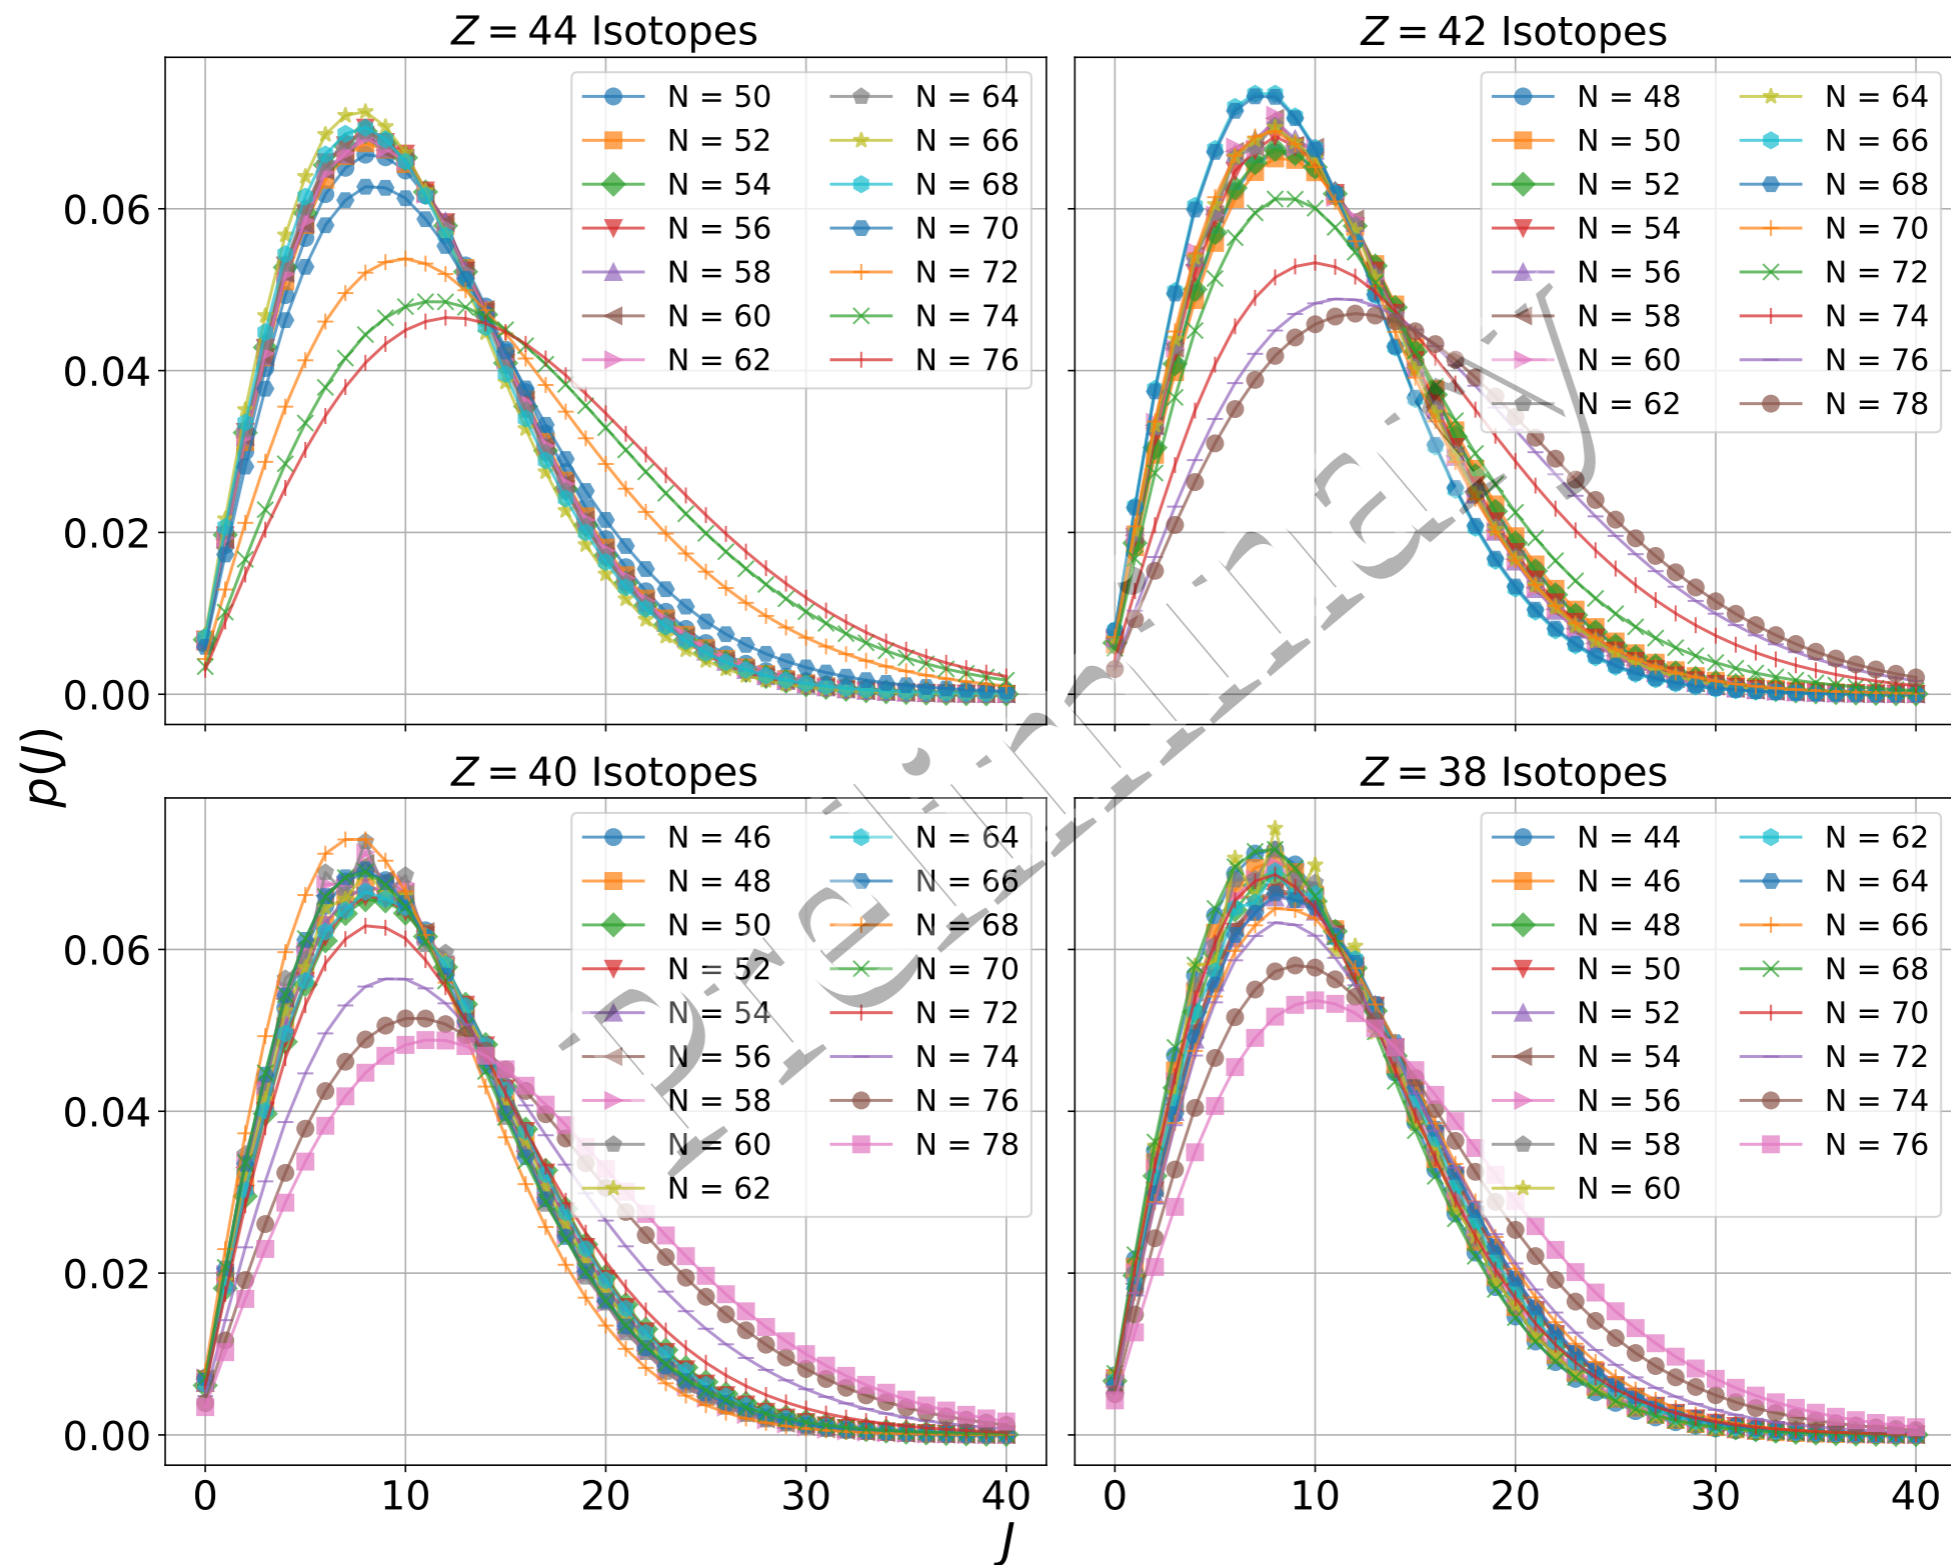 Z = 44 Isotopes
N = 50
N = 52
N = 54
N = 56
N = 58
N = 60
N = 62
N = 64
N = 66
N = 68
N = 70
N = 72
N = 74
N = 76
0.06
0.04
0.02
0.00
Z = 42 Isotopes
N = 48
N = 50
N = 52
N = 54
N = 56
N = 58
N = 60
N = 62
N = 64
N = 66
N = 68
N = 70
N = 72
N = 74
N = 76
N = 78
p(J)
Z = 40 Isotopes
N = 46
N = 48
N = 50
N = 52
N = 54
N = 56
N = 58
N = 60
N = 62
N = 64
N = 66
N = 68
N = 70
N = 72
N = 74
N = 76
N = 78
0.06
0.04
0.02
0.00
0 10 20 30 40
Z = 38 Isotopes
N = 44
N = 46
N = 48
N = 50
N = 52
N = 54
N = 56
N = 58
N = 60
N = 62
N = 64
N = 66
N = 68
N = 70
N = 72
N = 74
N = 76
0 10 20 30 40
J
Preliminary